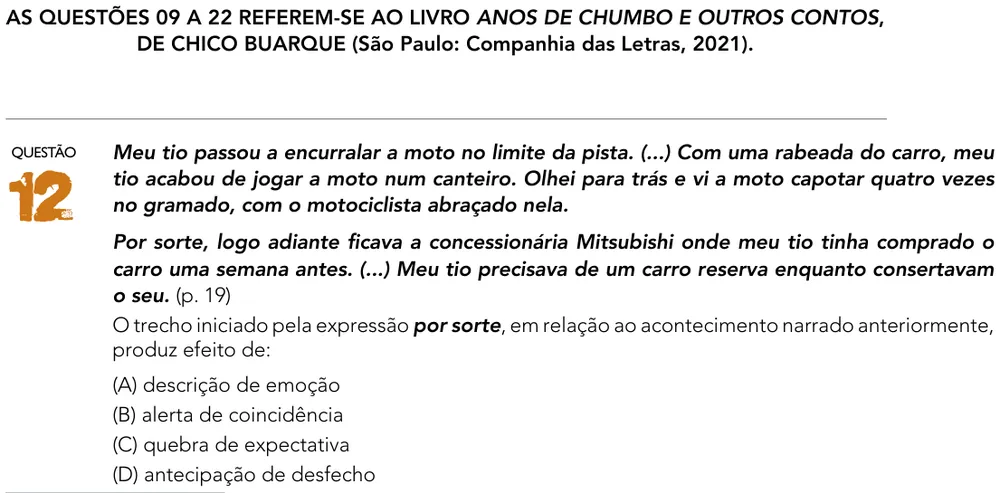 AS QUESTÕES 09 A 22 REFEREM-SE AO LIVRO ANOS DE CHUMBO E OUTROS CONTOS,
DE CHICO BUARQUE (São Paulo: Companhia das Letras, 2021).
QUESTÃO
12
Meu tio passou a encurralar a moto no limite da pista. (...) Com uma rabeada do carro, meu
tio acabou de jogar a moto num canteiro. Olhei para trás e vi a moto capotar quatro vezes
no gramado, com o motociclista abraçado nela.
Por sorte, logo adiante ficava a concessionária Mitsubishi onde meu tio tinha comprado o
carro uma semana antes. (...) Meu tio precisava de um carro reserva enquanto consertavam
o seu. (p. 19)
O trecho iniciado pela expressão por sorte, em relação ao acontecimento narrado anteriormente,
produz efeito de:
(A) descrição de emoção
(B) alerta de coincidência
(C) quebra de expectativa
(D) antecipação de desfecho